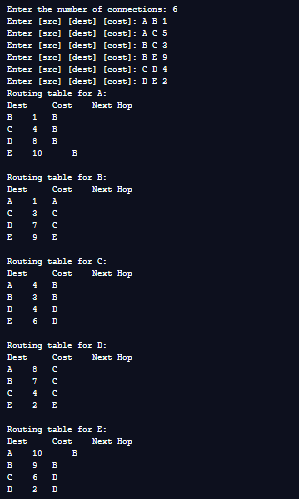 Enter the number of connections: 6
Enter [src] [dest] [cost]: A B 1
Enter [src] [dest] [cost]: A C 5
Enter [src] [dest] [cost]: B C 3
Enter [src] [dest] [cost]: B E 9
Enter [src] [dest] [cost]: C D 4
Enter [src] [dest] [cost]: D E 2
Routing table for A:
Dest Cost Next Hop
B 1 B
C 4 B
D 8 B
E 10 B
Routing table for B:
Dest Cost Next Hop
A 1 A
C 3 C
D 7 C
E 9 E
Routing table for C:
Dest Cost Next Hop
A 4 B
B 3 B
D 4 D
E 6 D
Routing table for D:
Dest Cost Next Hop
A 8 C
B 7 C
C 4 C
E 2 E
Routing table for E:
Dest Cost Next Hop
A 10 B
B 9 B
C 6 D
D 2 D